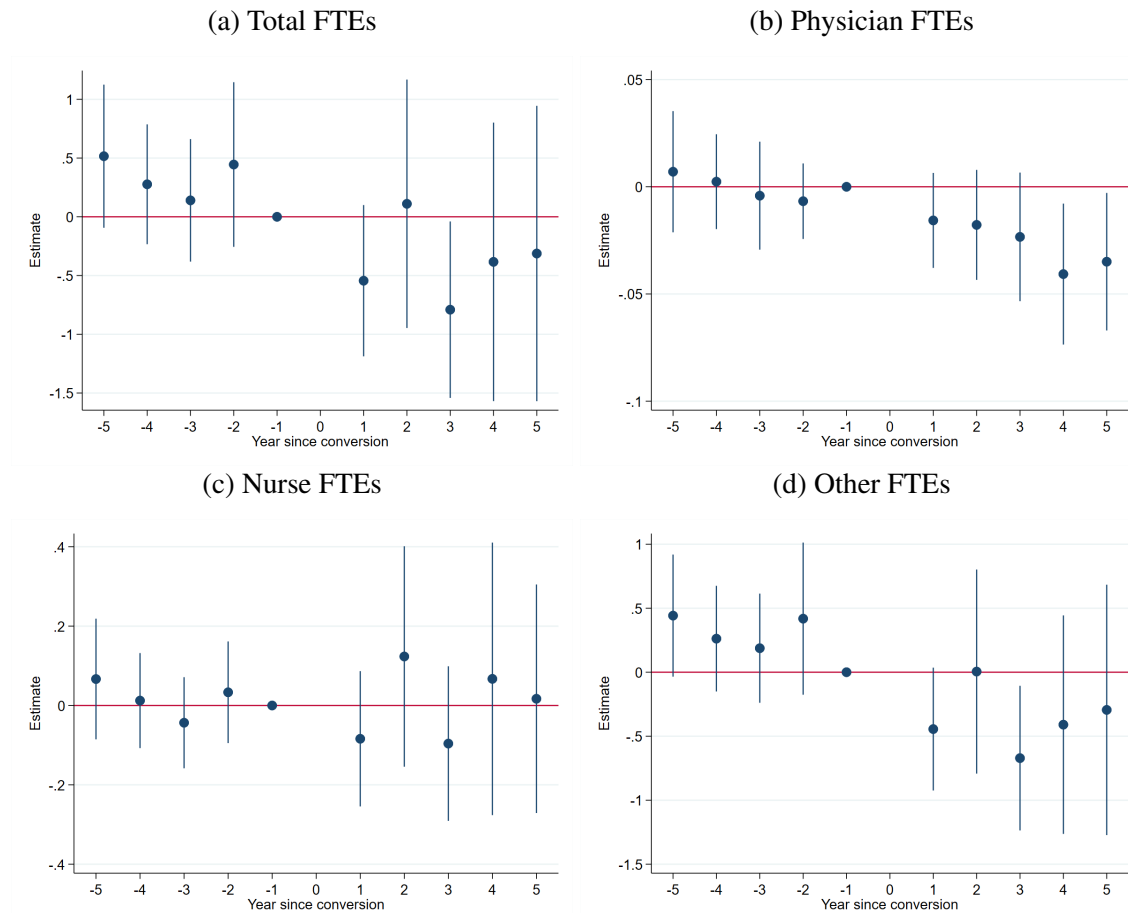 (a) Total FTEs
1
.5
0
-.5
-1
-1.5
Estimate
-5 -4 -3 -2 -1 0 1 2 3 4 5
Year since conversion
(b) Physician FTEs
.05
0
-.05
-.1
Estimate
-5 -4 -3 -2 -1 0 1 2 3 4 5
Year since conversion
(c) Nurse FTEs
.4
.2
0
-.2
-.4
Estimate
-5 -4 -3 -2 -1 0 1 2 3 4 5
Year since conversion
(d) Other FTEs
1
.5
0
-.5
-1
-1.5
Estimate
-5 -4 -3 -2 -1 0 1 2 3 4 5
Year since conversion